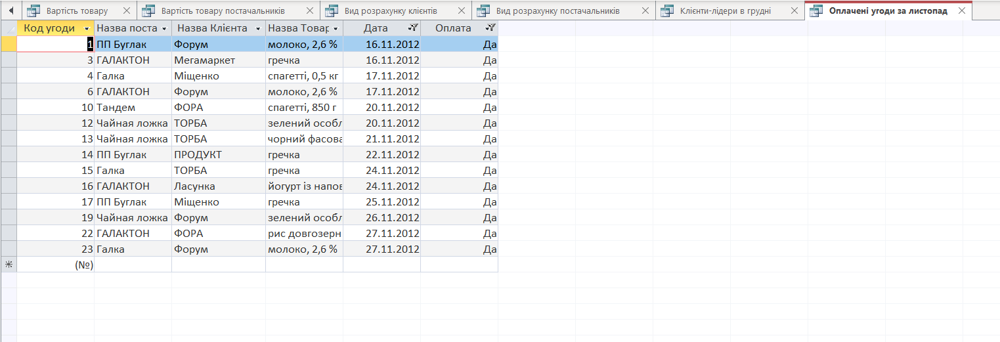 Вартість товару Вартість товару постачальників Вид розрахунку клієнтів Вид розрахунку постачальників Клієнти-лідери в грудні Оплачені угоди за листопад
Код угоди Назва поста Назва Клієнта Назва Товар Дата Оплата
1 ПП Буглак Форум молоко, 2,6 % 16.11.2012 Да
3 ГАЛАКТОН Мегамаркет гречка 16.11.2012 Да
4 Галка Міщенко спагетті, 0,5 кг 17.11.2012 Да
6 ГАЛАКТОН Форум молоко, 2,6 % 17.11.2012 Да
10 Тандем ФОРА спагетті, 850 г 20.11.2012 Да
12 Чайная ложка ТОРБА зелений особл 20.11.2012 Да
13 Чайная ложка ТОРБА чорний фасова 21.11.2012 Да
14 ПП Буглак ПРОДУКТ гречка 22.11.2012 Да
15 Галка ТОРБА гречка 24.11.2012 Да
16 ГАЛАКТОН Ласунка йогурт із напов 24.11.2012 Да
17 ПП Буглак Міщенко гречка 25.11.2012 Да
19 Чайная ложка Форум зелений особл 26.11.2012 Да
22 ГАЛАКТОН ФОРА рис довгозерн 27.11.2012 Да
23 Галка Форум молоко, 2,6 % 27.11.2012 Да
(№)